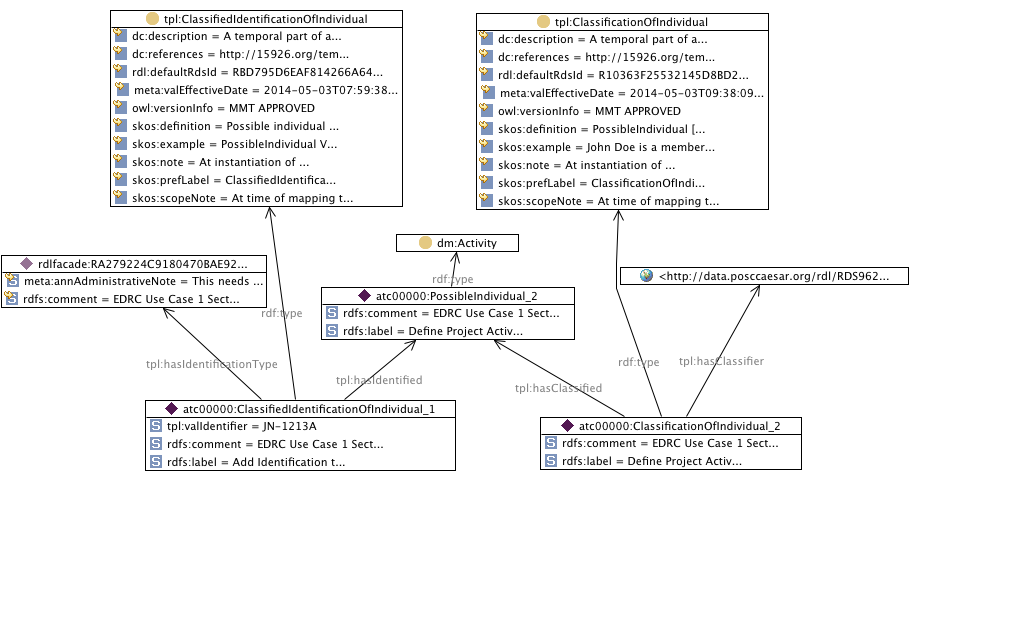 tpl:ClassifiedIdentificationOfIndividual
dc:description = A temporal part of a...
dc:references = http://15926.org/tem...
rdl:defaultRdsId = RBD795D6EAF814266A64...
meta:valEffectiveDate = 2014-05-03T07:59:38...
owl:versionInfo = MMT APPROVED
skos:definition = Possible individual ...
skos:example = PossibleIndividual V...
skos:note = At instantiation of ...
skos:prefLabel = ClassifiedIdentifica...
skos:scopeNote = At time of mapping t...
tpl:ClassificationOfIndividual
dc:description = A temporal part of a...
dc:references = http://15926.org/tem...
rdl:defaultRdsId = R10363F25532145D8BD2...
meta:valEffectiveDate = 2014-05-03T09:38:09...
owl:versionInfo = MMT APPROVED
skos:definition = PossibleIndividual [...
skos:example = John Doe is a member...
skos:note = At instantiation of ...
skos:prefLabel = ClassificationOfIndi...
skos:scopeNote = At time of mapping t...
dm:Activity
rdlfacade:RA279224C9180470BAE92...
meta:annAdministrativeNote = This needs ...
rdfs:comment = EDRC Use Case 1 Sect...
<http://data.posccaesar.org/rdl/RDS962...
rdf:type
atc00000:PossibleIndividual_2
rdfs:comment = EDRC Use Case 1 Sect...
rdfs:label = Define Project Activ...
rdf:type
tpl:hasIdentificationType
tpl:hasIdentified
tpl:hasClassified
rdf:type
tpl:hasClassifier
atc00000:ClassifiedIdentificationOfIndividual_1
tpl:valIdentifier = JN-1213A
rdfs:comment = EDRC Use Case 1 Sect...
rdfs:label = Add Identification t...
atc00000:ClassificationOfIndividual_2
rdfs:comment = EDRC Use Case 1 Sect...
rdfs:label = Define Project Activ...